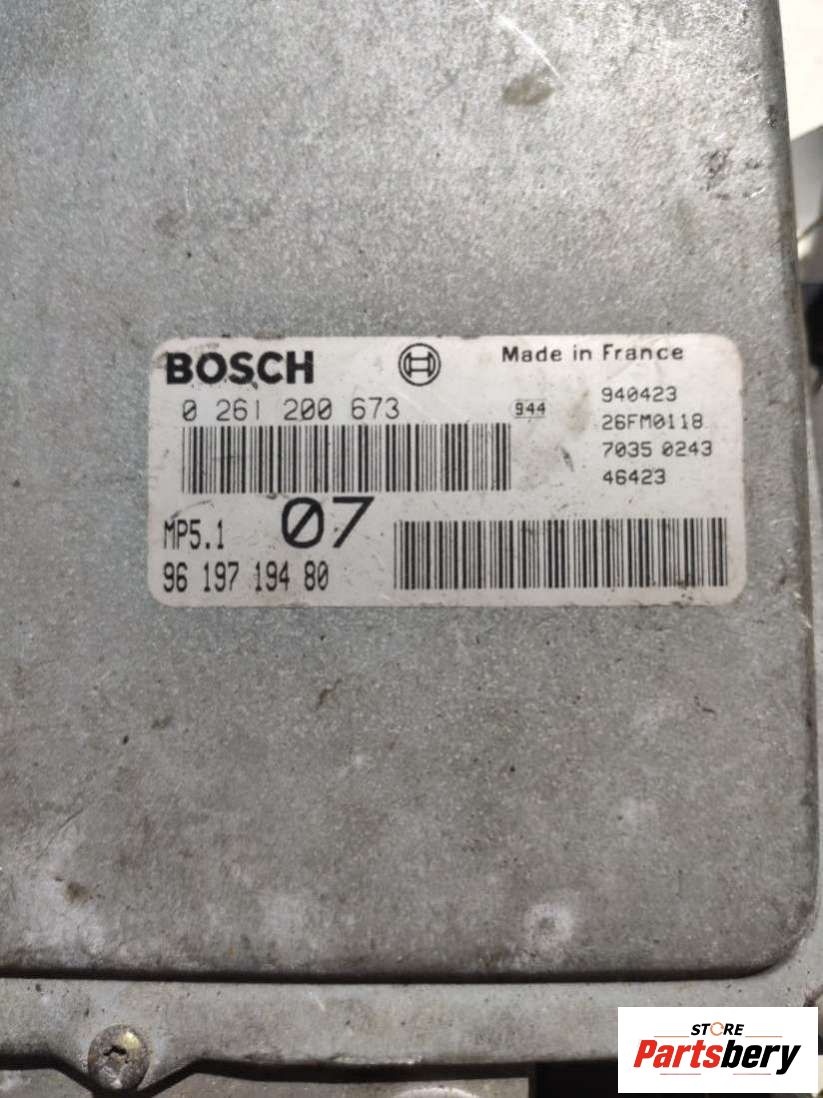 BOSCH
Made in France
0 261 200 673
944
940423
26FM0118
7035 0243
46423
MP5.1
07
96 197 194 80
STORE
Partsbery